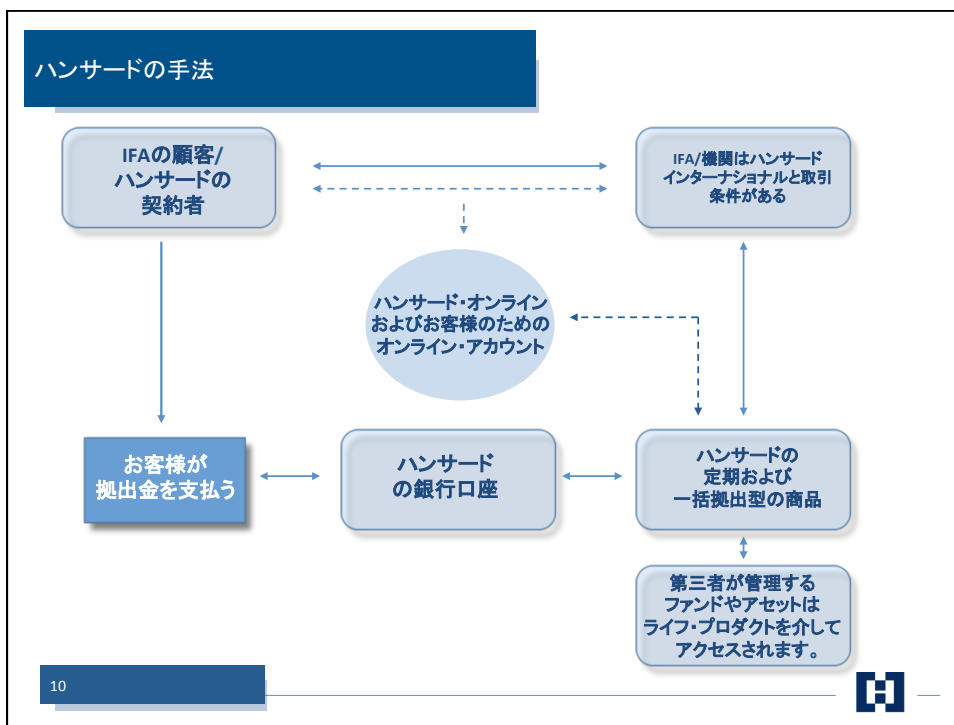 ハンサードの手法
IFAの顧客/
ハンサードの
契約者
IFA/機関はハンサード
インターナショナルと取引
条件がある
ハンサード・オンライン
およびお客様のための
オンライン・アカウント
お客様が
拠出金を支払う
ハンサード
の銀行口座
ハンサードの
定期および
一括拠出型の商品
第三者が管理する
ファンドやアセットは
ライフ・プロダクトを介して
アクセスされます。
10